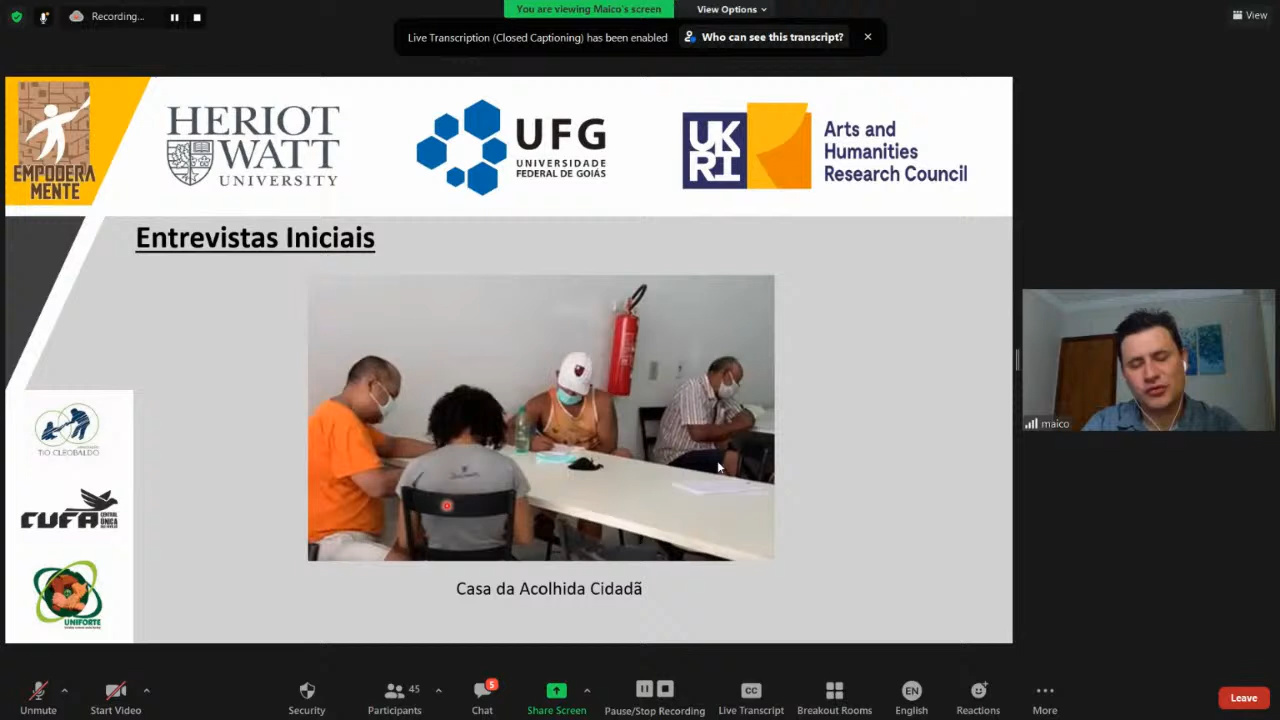 Recording...
You are viewing Maico's screen
View Options
Live Transcription (Closed Captioning) has been enabled
Who can see this transcript?
View
EMPODERA
MENTE
HERIOT
WATT
UNIVERSITY
UFG
UNIVERSIDADE
FEDERAL DE GOIÁS
UK
RI
Arts and
Humanities
Research Council
Entrevistas Iniciais
TIO CLEOBALDO
CUFA
CENTRAL
ÚNICA
UNIFORTE
Casa da Acolhida Cidadã
maico
Unmute
Start Video
Security
45
Participants
5
Chat
Share Screen
Pause/Stop Recording
CC
Live Transcript
Breakout Rooms
EN
English
Reactions
More
Leave